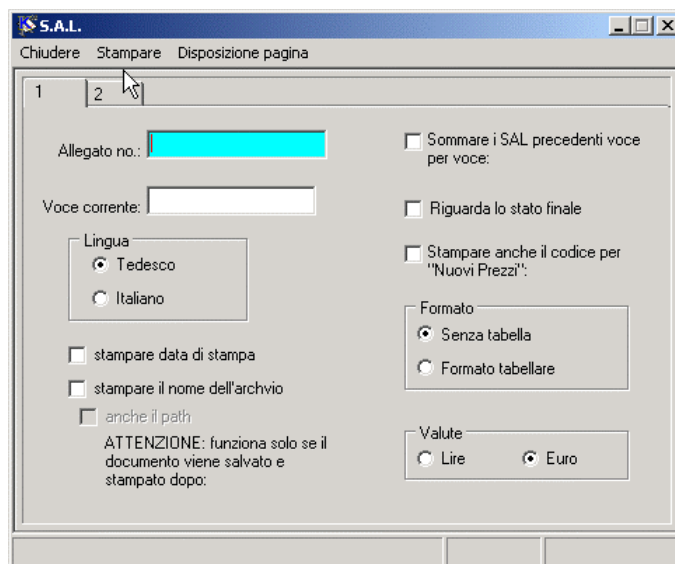 S.A.L.
Chiudere Stampare Disposizione pagina
1 2
Allegato no.:
Voce corrente:
Lingua
Tedesco
Italiano
stampare data di stampa
stampare il nome dell'archvio
anche il path
ATTENZIONE: funziona solo se il
documento viene salvato e
stampato dopo:
Sommare i SAL precedenti voce
per voce:
Riguarda lo stato finale
Stampare anche il codice per
"Nuovi Prezzi":
Formato
Senza tabella
Formato tabellare
Valute
Lire Euro